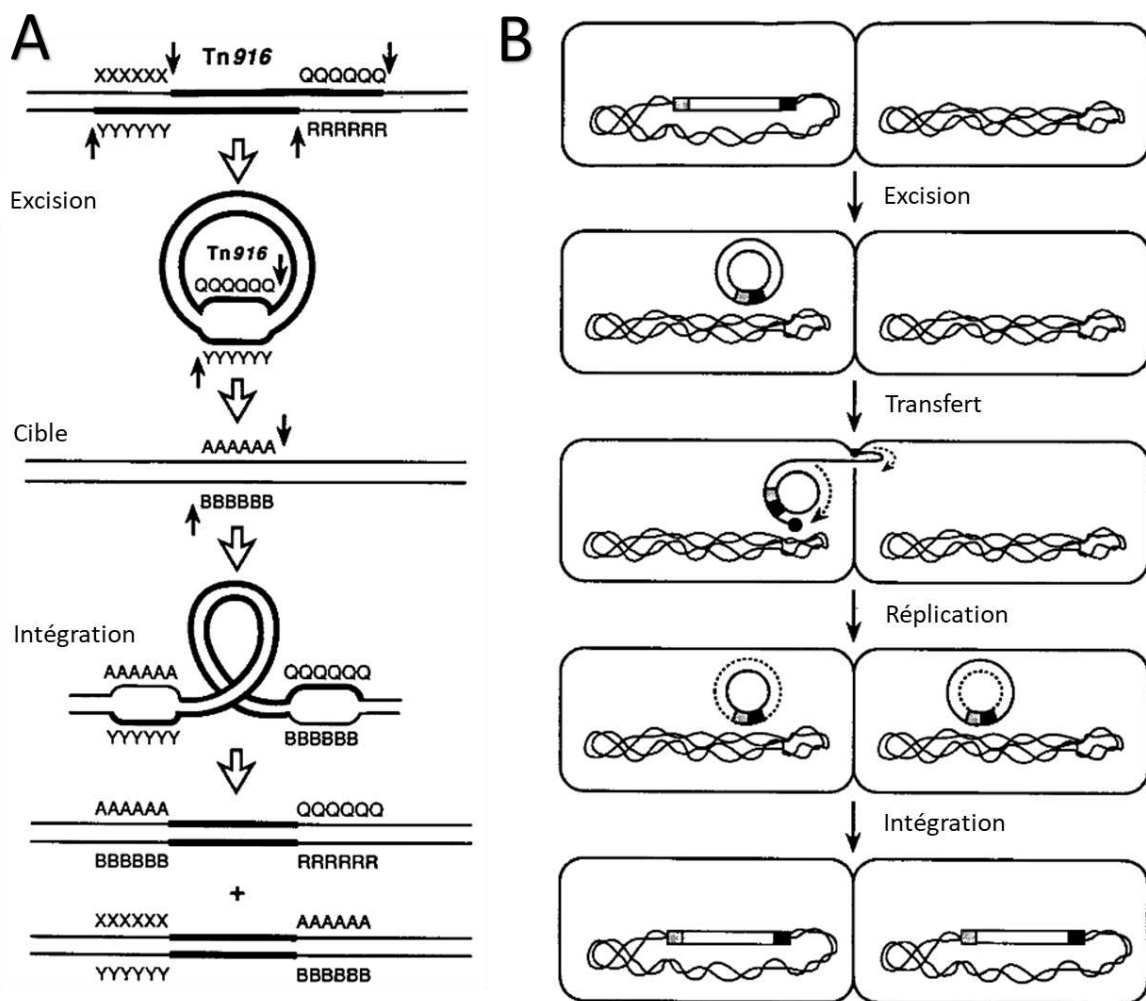 A
Tn916
XXXXXX QQQQQQ
YYYYYY RRRRRR
Excision
Tn916
QQQQQQ
YYYYYY
Cible
AAAAAA
BBBBBB
Intégration
AAAAAA QQQQQQ
YYYYYY BBBBBB
AAAAAA QQQQQQ
BBBBBB RRRRRR
+
XXXXXX AAAAAA
YYYYYY BBBBBB
B
Excision
Transfert
Réplication
Intégration